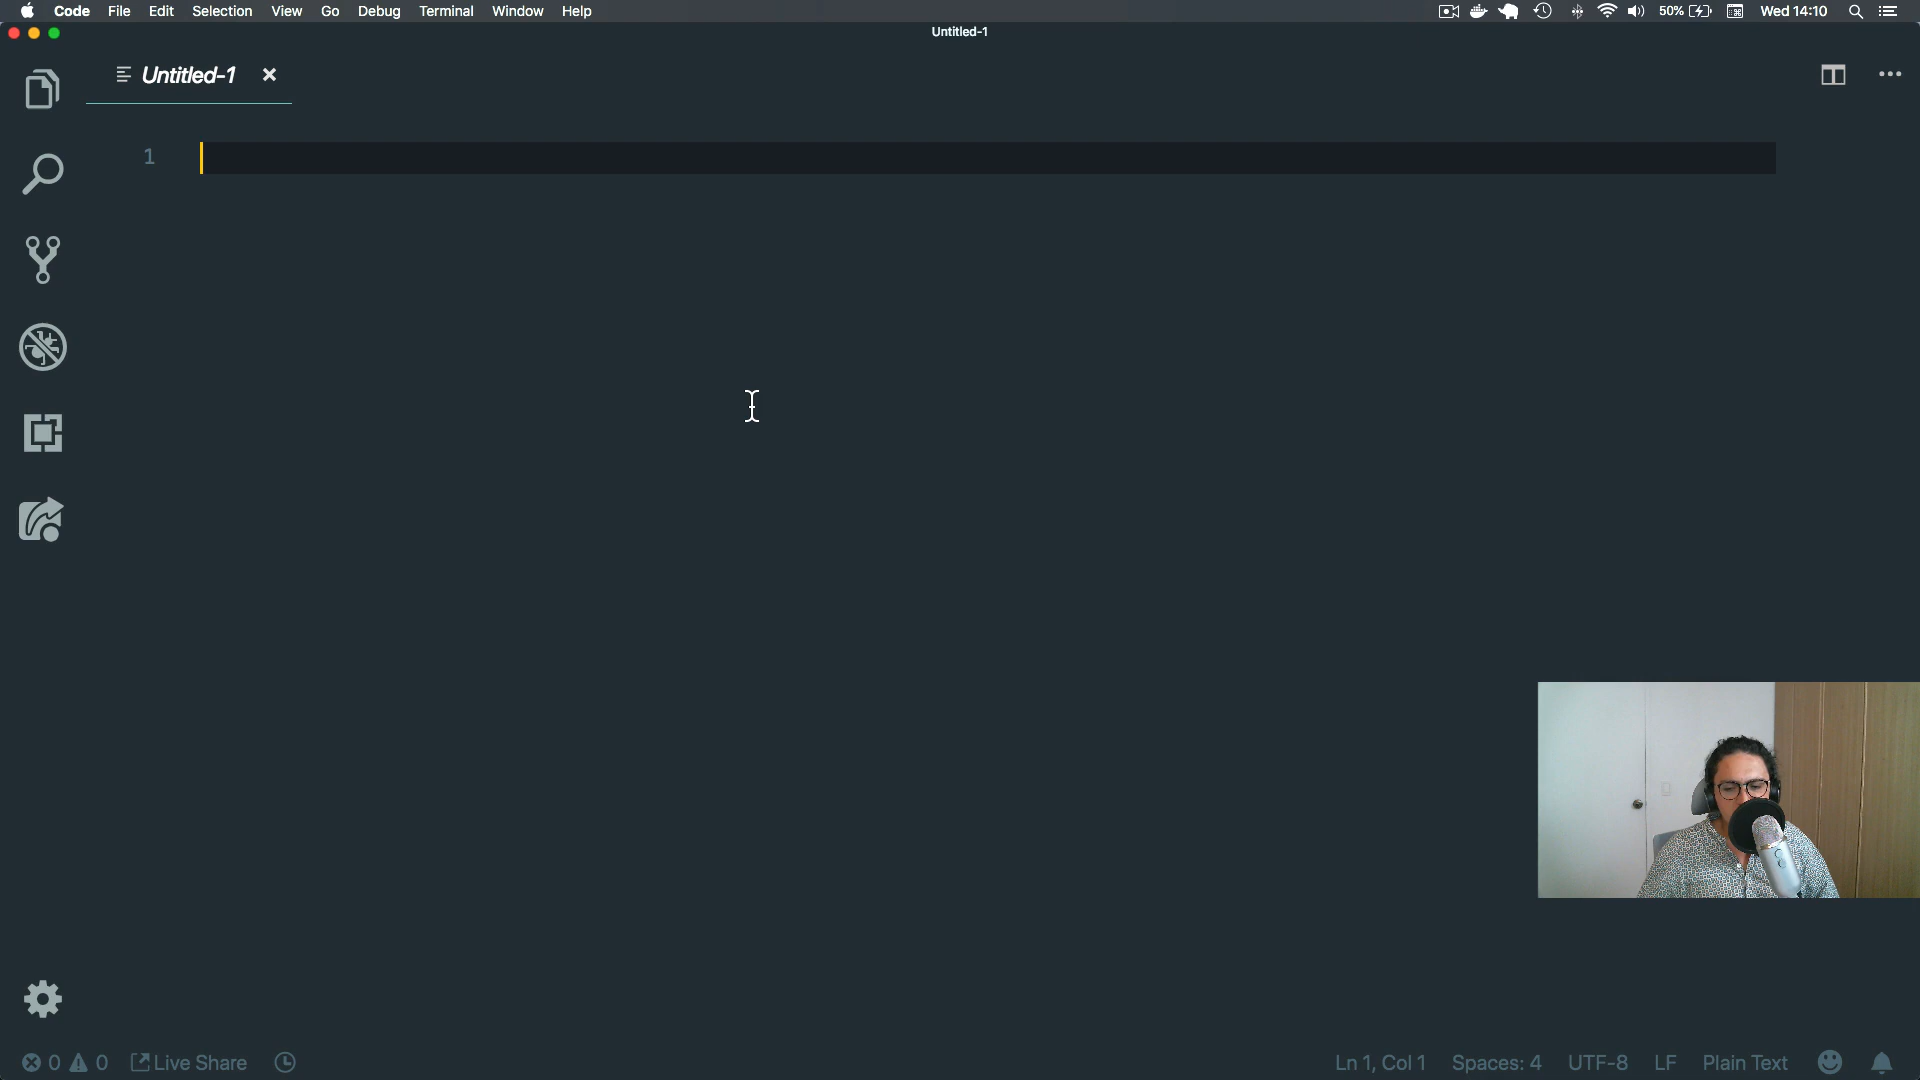 Code File Edit Selection View Go Debug Terminal Window Help 50% Wed 14:10
Untitled-1
Untitled-1
1
0 0 Live Share Ln 1, Col 1 Spaces: 4 UTF-8 LF Plain Text